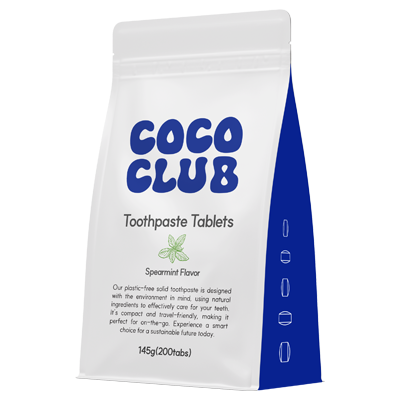 COCO
CLUB
Toothpaste Tablets
Spearmint Flavor
Our plastic-free solid toothpaste is designed
with the environment in mind, using natural
ingredients to effectively care for your teeth.
It's compact and travel-friendly, making it
perfect for on-the-go. Experience a smart
choice for a sustainable future today.
145g(200tabs)